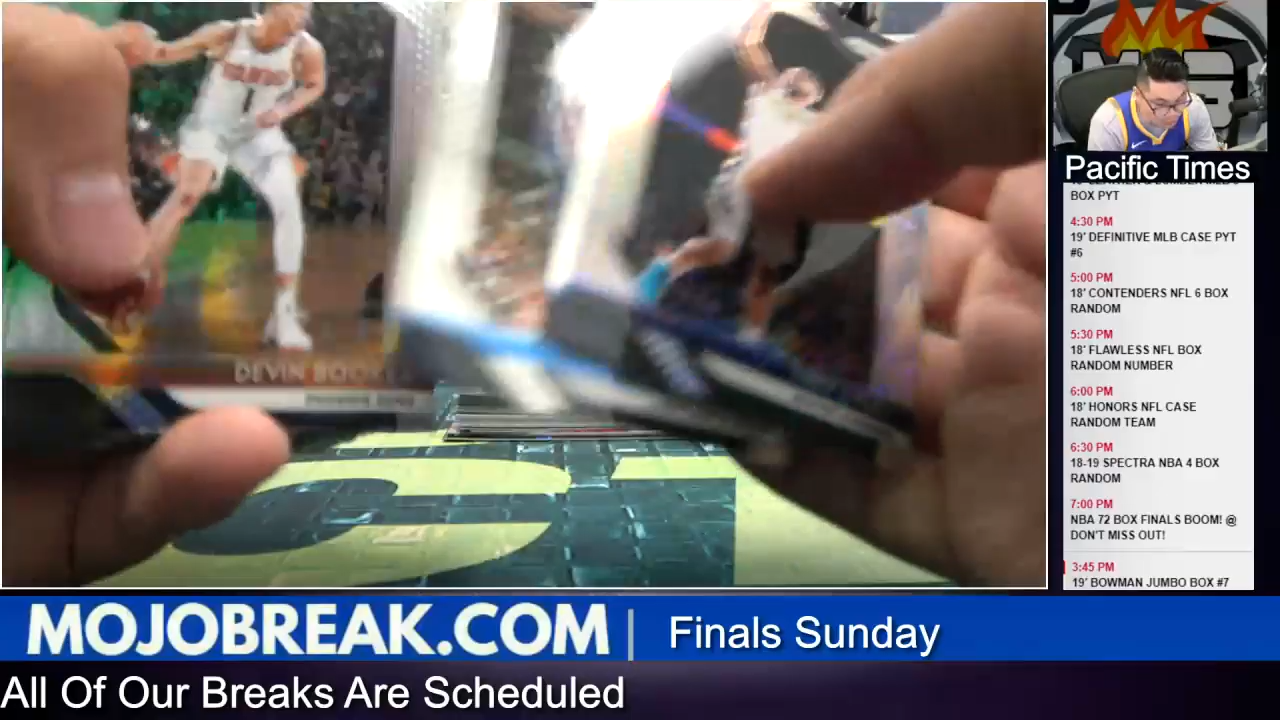 DEVIN BOOKER
Pacific Times
BOX PYT
4:30 PM
19' DEFINITIVE MLB CASE PYT
#6
5:00 PM
18' CONTENDERS NFL 6 BOX
RANDOM
5:30 PM
18' FLAWLESS NFL BOX
RANDOM NUMBER
6:00 PM
18' HONORS NFL CASE
RANDOM TEAM
6:30 PM
18-19 SPECTRA NBA 4 BOX
RANDOM
7:00 PM
NBA 72 BOX FINALS BOOM! @
DON'T MISS OUT!
3:45 PM
19' BOWMAN JUMBO BOX #7
MOJOBREAK.COM | Finals Sunday
All Of Our Breaks Are Scheduled